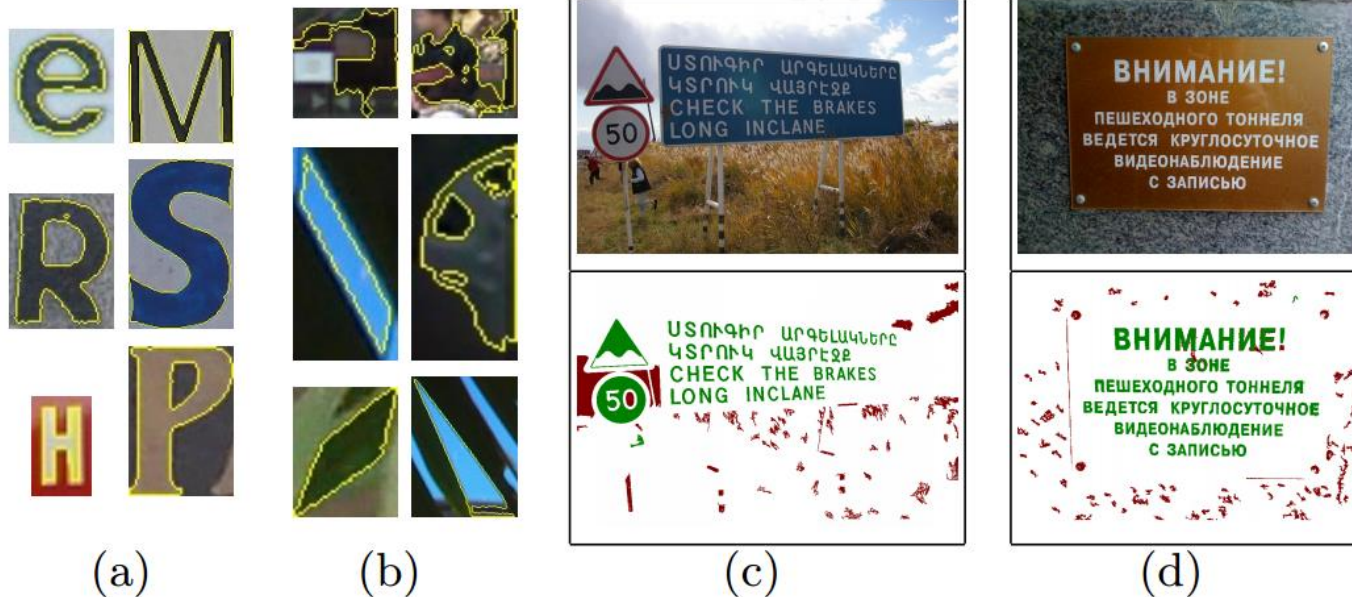 e M
R S
H P
ՍՏՈՒԳԻՐ ԱՐԳԵԼԱԿՆԵՐԸ
ԿՏՐՈՒԿ ՎԱՅՐԷՋՔ
CHECK THE BRAKES
LONG INCLANE
50
ВНИМАНИЕ!
В ЗОНЕ
ПЕШЕХОДНОГО ТОННЕЛЯ
ВЕДЕТСЯ КРУГЛОСУТОЧНОЕ
ВИДЕОНАБЛЮДЕНИЕ
С ЗАПИСЬЮ
ՍՏՈՒԳԻՐ ԱՐԳԵԼԱԿՆԵՐԸ
ԿՏՐՈՒԿ ՎԱՅՐԷՋՔ
CHECK THE BRAKES
LONG INCLANE
50
ВНИМАНИЕ!
В ЗОНЕ
ПЕШЕХОДНОГО ТОННЕЛЯ
ВЕДЕТСЯ КРУГЛОСУТОЧНОЕ
ВИДЕОНАБЛЮДЕНИЕ
С ЗАПИСЬЮ
(a) (b) (c) (d)